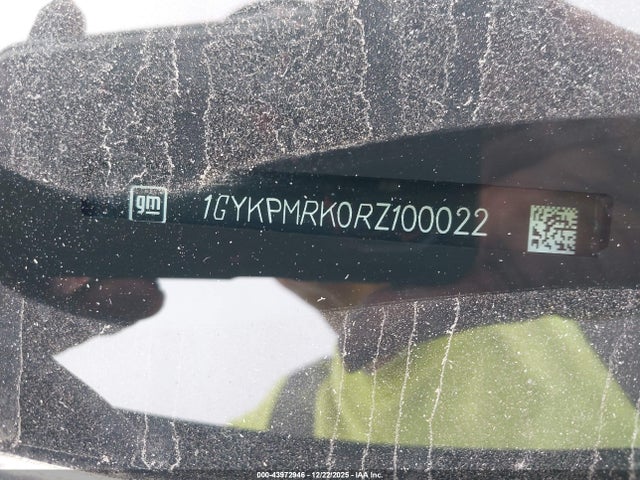 gm 1GYKPMRK0RZ100022
000-43972946 - 12/22/2025 - IAA Inc.